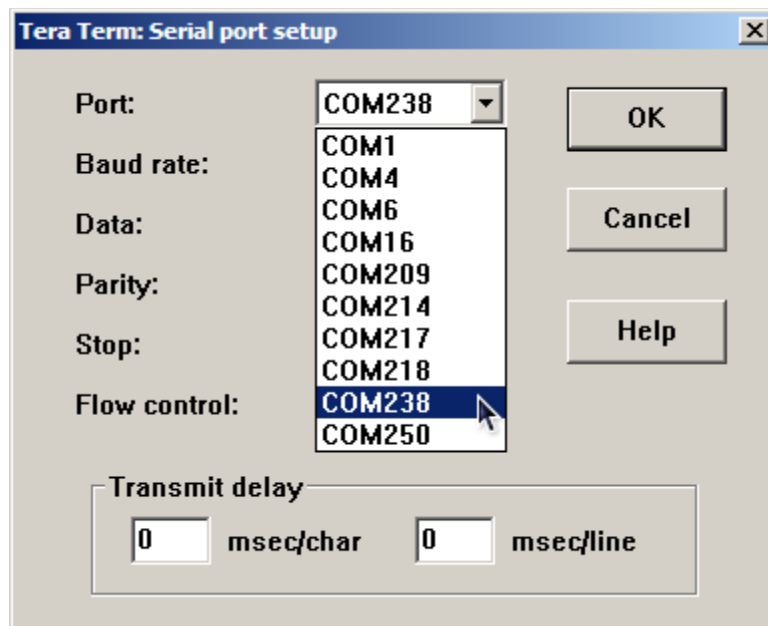 Tera Term: Serial port setup
Port:
COM238
OK
COM1
Baud rate:
COM4
COM6
Cancel
Data:
COM16
COM209
Parity:
COM214
Help
COM217
Stop:
COM218
Flow control:
COM238
COM250
Transmit delay
0 msec/char 0 msec/line